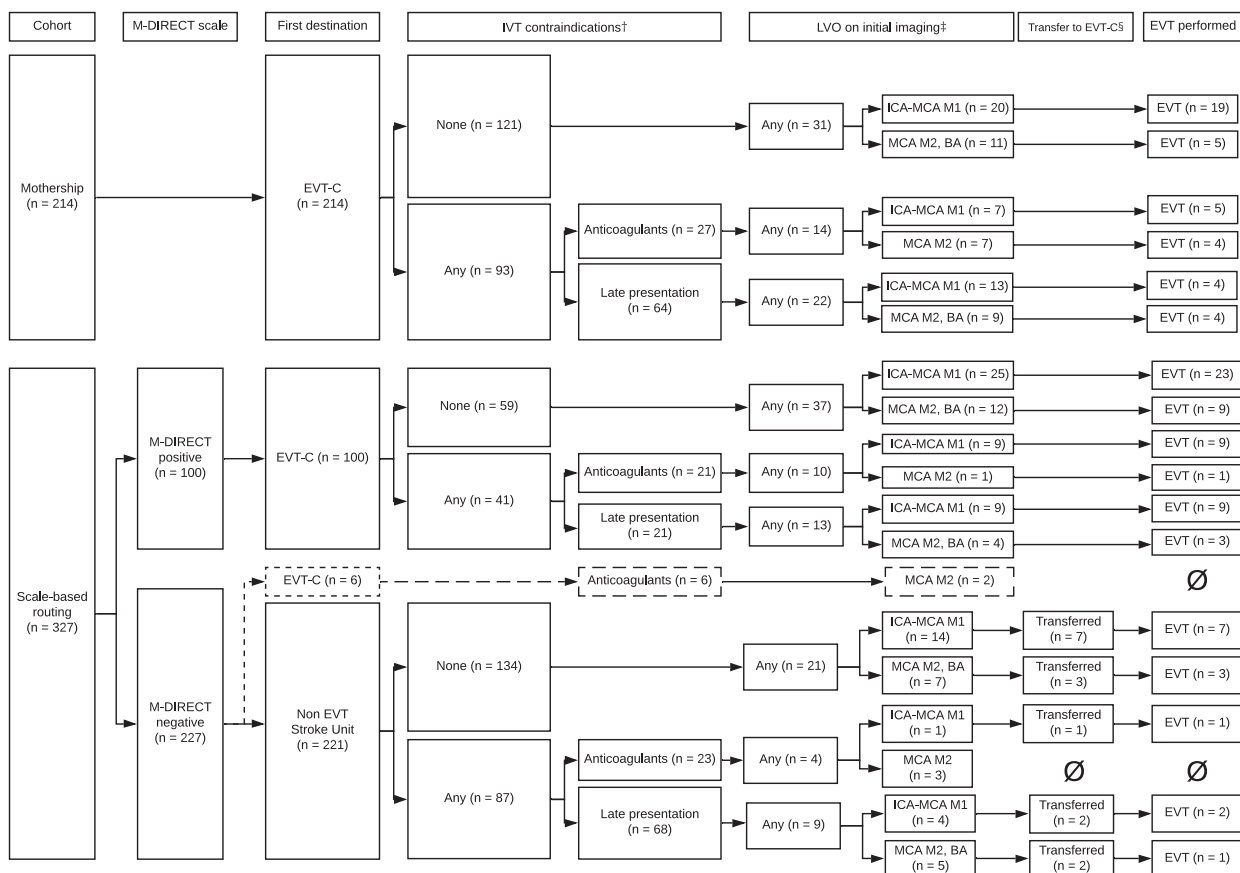 Cohort
M-DIRECT scale
First destination
IVT contraindications†
LVO on initial imaging‡
Transfer to EVT-C§
EVT performed
Mothership
(n = 214)
EVT-C
(n = 214)
None (n = 121)
Any (n = 31)
ICA-MCA M1 (n = 20)
EVT (n = 19)
MCA M2, BA (n = 11)
EVT (n = 5)
Any (n = 93)
Anticoagulants (n = 27)
Any (n = 14)
ICA-MCA M1 (n = 7)
EVT (n = 5)
MCA M2 (n = 7)
EVT (n = 4)
Late presentation
(n = 64)
Any (n = 22)
ICA-MCA M1 (n = 13)
EVT (n = 4)
MCA M2, BA (n = 9)
EVT (n = 4)
Scale-based
routing
(n = 327)
M-DIRECT
positive
(n = 100)
EVT-C (n = 100)
None (n = 59)
Any (n = 37)
ICA-MCA M1 (n = 25)
EVT (n = 23)
MCA M2, BA (n = 12)
EVT (n = 9)
Any (n = 41)
Anticoagulants (n = 21)
Any (n = 10)
ICA-MCA M1 (n = 9)
EVT (n = 9)
MCA M2 (n = 1)
EVT (n = 1)
Late presentation
(n = 21)
Any (n = 13)
ICA-MCA M1 (n = 9)
EVT (n = 9)
MCA M2, BA (n = 4)
EVT (n = 3)
M-DIRECT
negative
(n = 227)
EVT-C (n = 6)
Anticoagulants (n = 6)
MCA M2 (n = 2)
Ø
Non EVT
Stroke Unit
(n = 221)
None (n = 134)
Any (n = 21)
ICA-MCA M1
(n = 14)
Transferred
(n = 7)
EVT (n = 7)
MCA M2, BA
(n = 7)
Transferred
(n = 3)
EVT (n = 3)
Any (n = 87)
Anticoagulants (n = 23)
Any (n = 4)
ICA-MCA M1
(n = 1)
Transferred
(n = 1)
EVT (n = 1)
MCA M2
(n = 3)
Ø
Ø
Late presentation
(n = 68)
Any (n = 9)
ICA-MCA M1
(n = 4)
Transferred
(n = 2)
EVT (n = 2)
MCA M2, BA
(n = 5)
Transferred
(n = 2)
EVT (n = 1)